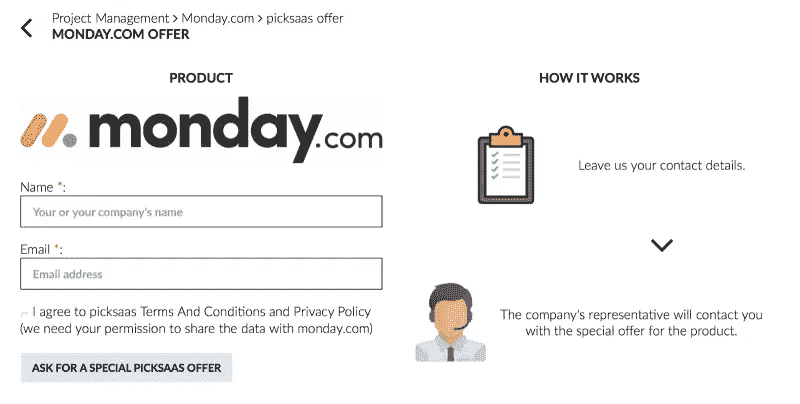 Project Management > Monday.com > picksaas offer
MONDAY.COM OFFER
PRODUCT
monday.com
Name *:
Your or your company's name
Email *:
Email address
I agree to picksaas Terms And Conditions and Privacy Policy
(we need your permission to share the data with monday.com)
ASK FOR A SPECIAL PICKSAAS OFFER
HOW IT WORKS
Leave us your contact details.
The company's representative will contact you
with the special offer for the product.